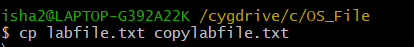 isha2@LAPTOP-G392A22K /cygdrive/c/OS_File
$ cp labfile.txt copylabfile.txt